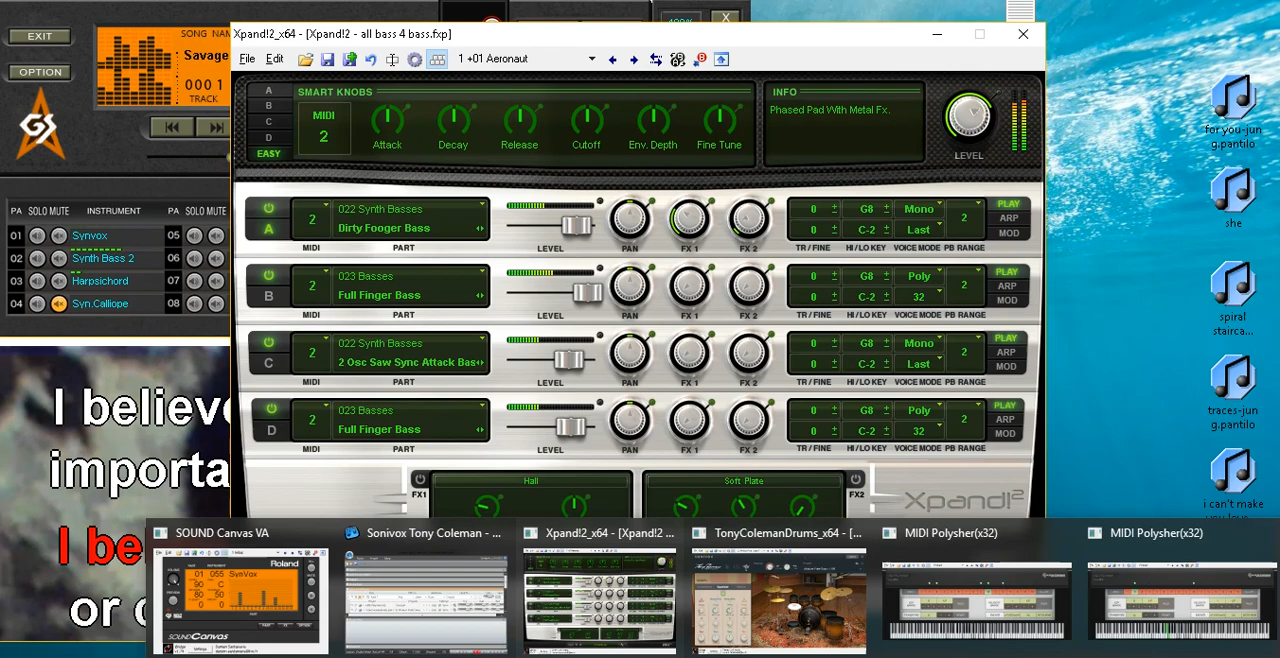 EXIT
OPTION
SONG NAM
Savage
0001
TRACK
GS
PA SOLO MUTE INSTRUMENT PA SOLO MUTE
01 Synvox 05
02 Synth Bass 2 06
03 Harpsichord 07
04 Syn.Calliope 08
I believe
importa
I be
or d
100%
X
Xpand!2_x64 - [Xpand!2 - all bass 4 bass.fxp]
File Edit 1 +01 Aeronaut
A
B
C
D
EASY
SMART KNOBS
MIDI
2
Attack Decay Release Cutoff Env. Depth Fine Tune
INFO
Phased Pad With Metal Fx.
LEVEL
A
2
022 Synth Basses
Dirty Fooger Bass
0 G8 Mono 2 PLAY
ARP
0 C-2 Last MOD
MIDI PART LEVEL PAN FX 1 FX 2 TR / FINE HI / LO KEY VOICE MODE PB RANGE
B
2
023 Basses
Full Finger Bass
0 G8 Poly 2 PLAY
ARP
0 C-2 32 MOD
MIDI PART LEVEL PAN FX 1 FX 2 TR / FINE HI / LO KEY VOICE MODE PB RANGE
C
2
022 Synth Basses
2 Osc Saw Sync Attack Bas
0 G8 Mono 2 PLAY
ARP
0 C-2 Last MOD
MIDI PART LEVEL PAN FX 1 FX 2 TR / FINE HI / LO KEY VOICE MODE PB RANGE
D
2
023 Basses
Full Finger Bass
0 G8 Poly 2 PLAY
ARP
0 C-2 32 MOD
MIDI PART LEVEL PAN FX 1 FX 2 TR / FINE HI / LO KEY VOICE MODE PB RANGE
FX1 Hall Soft Plate FX2
Xpand!2
for you-jun
g.pantilo
she
spiral
stairca...
traces-jun
g.pantilo
i can't make
SOUND Canvas VA
Sonivox Tony Coleman - ...
Xpand!2_x64 - [Xpand!2 ...
TonyColemanDrums_x64 - [...
MIDI Polysher(x32)
MIDI Polysher(x32)
Roland
01 055 SynVox
SOUNDCanvas